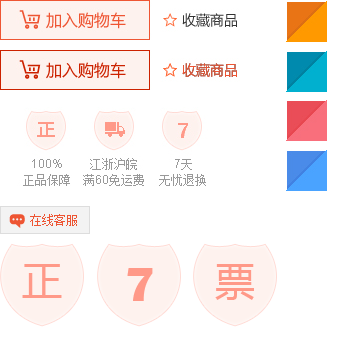 加入购物车 收藏商品
加入购物车 收藏商品
正 7
100% 江浙沪皖 7天
正品保障 满60免运费 无忧退换
在线客服
正 7 票